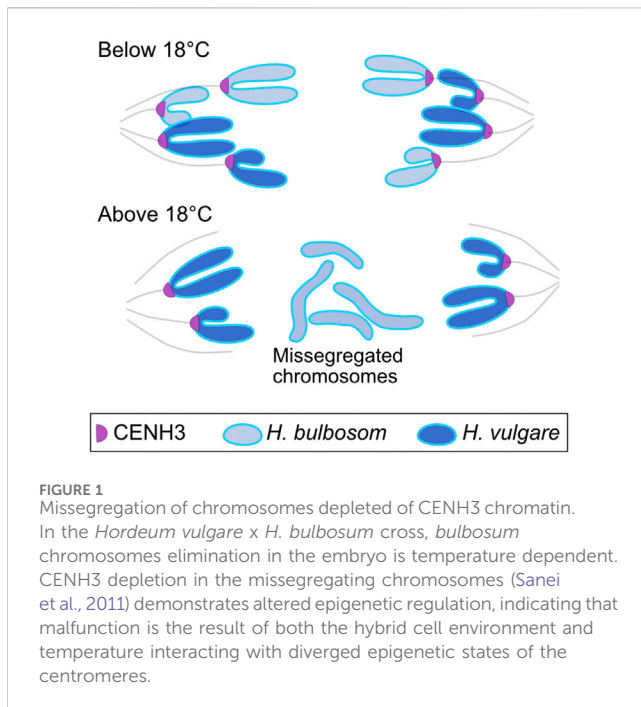 Below 18°C
Above 18°C
Missegregated
chromosomes
CENH3 H. bulbosom H. vulgare
FIGURE 1
Missegregation of chromosomes depleted of CENH3 chromatin.
In the Hordeum vulgare x H. bulbosum cross, bulbosum
chromosomes elimination in the embryo is temperature dependent.
CENH3 depletion in the missegregating chromosomes (Sanei
et al., 2011) demonstrates altered epigenetic regulation, indicating that
malfunction is the result of both the hybrid cell environment and
temperature interacting with diverged epigenetic states of the
centromeres.